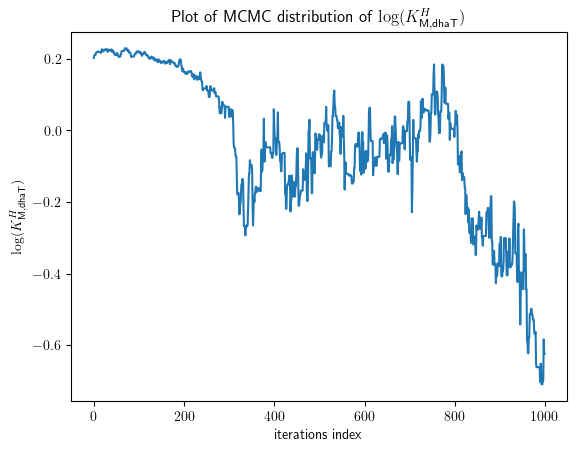 Plot of MCMC distribution of log(K^H_M,dhaT)
log(K^H_M,dhaT)
0.2
0.0
−0.2
−0.4
−0.6
0 200 400 600 800 1000
iterations index